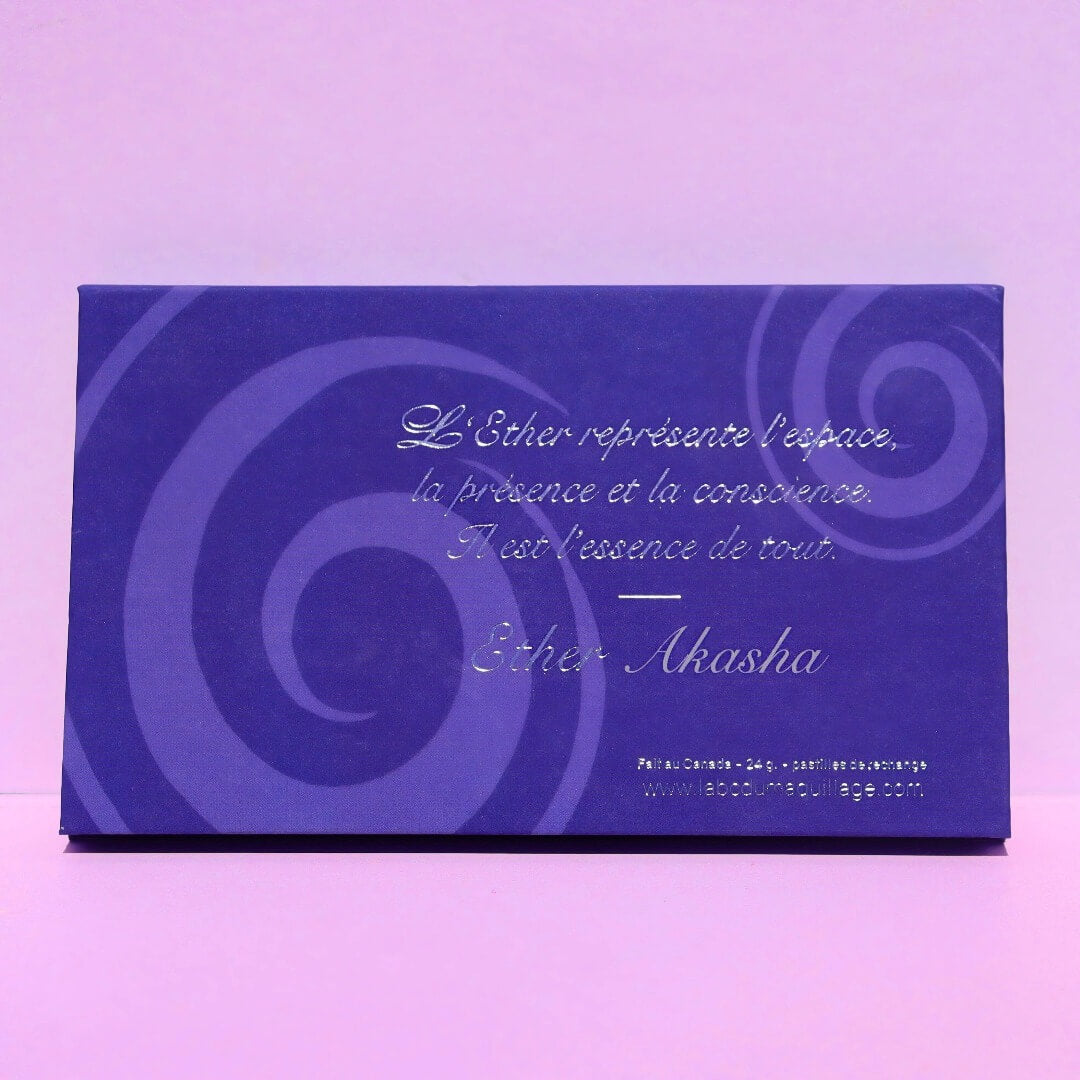 L'Ether représente l'espace,
la présence et la conscience.
Il est l'essence de tout.
Ether Akasha
Fait au Canada - 24 g. - pastilles de rechange
www.labodumaquillage.com